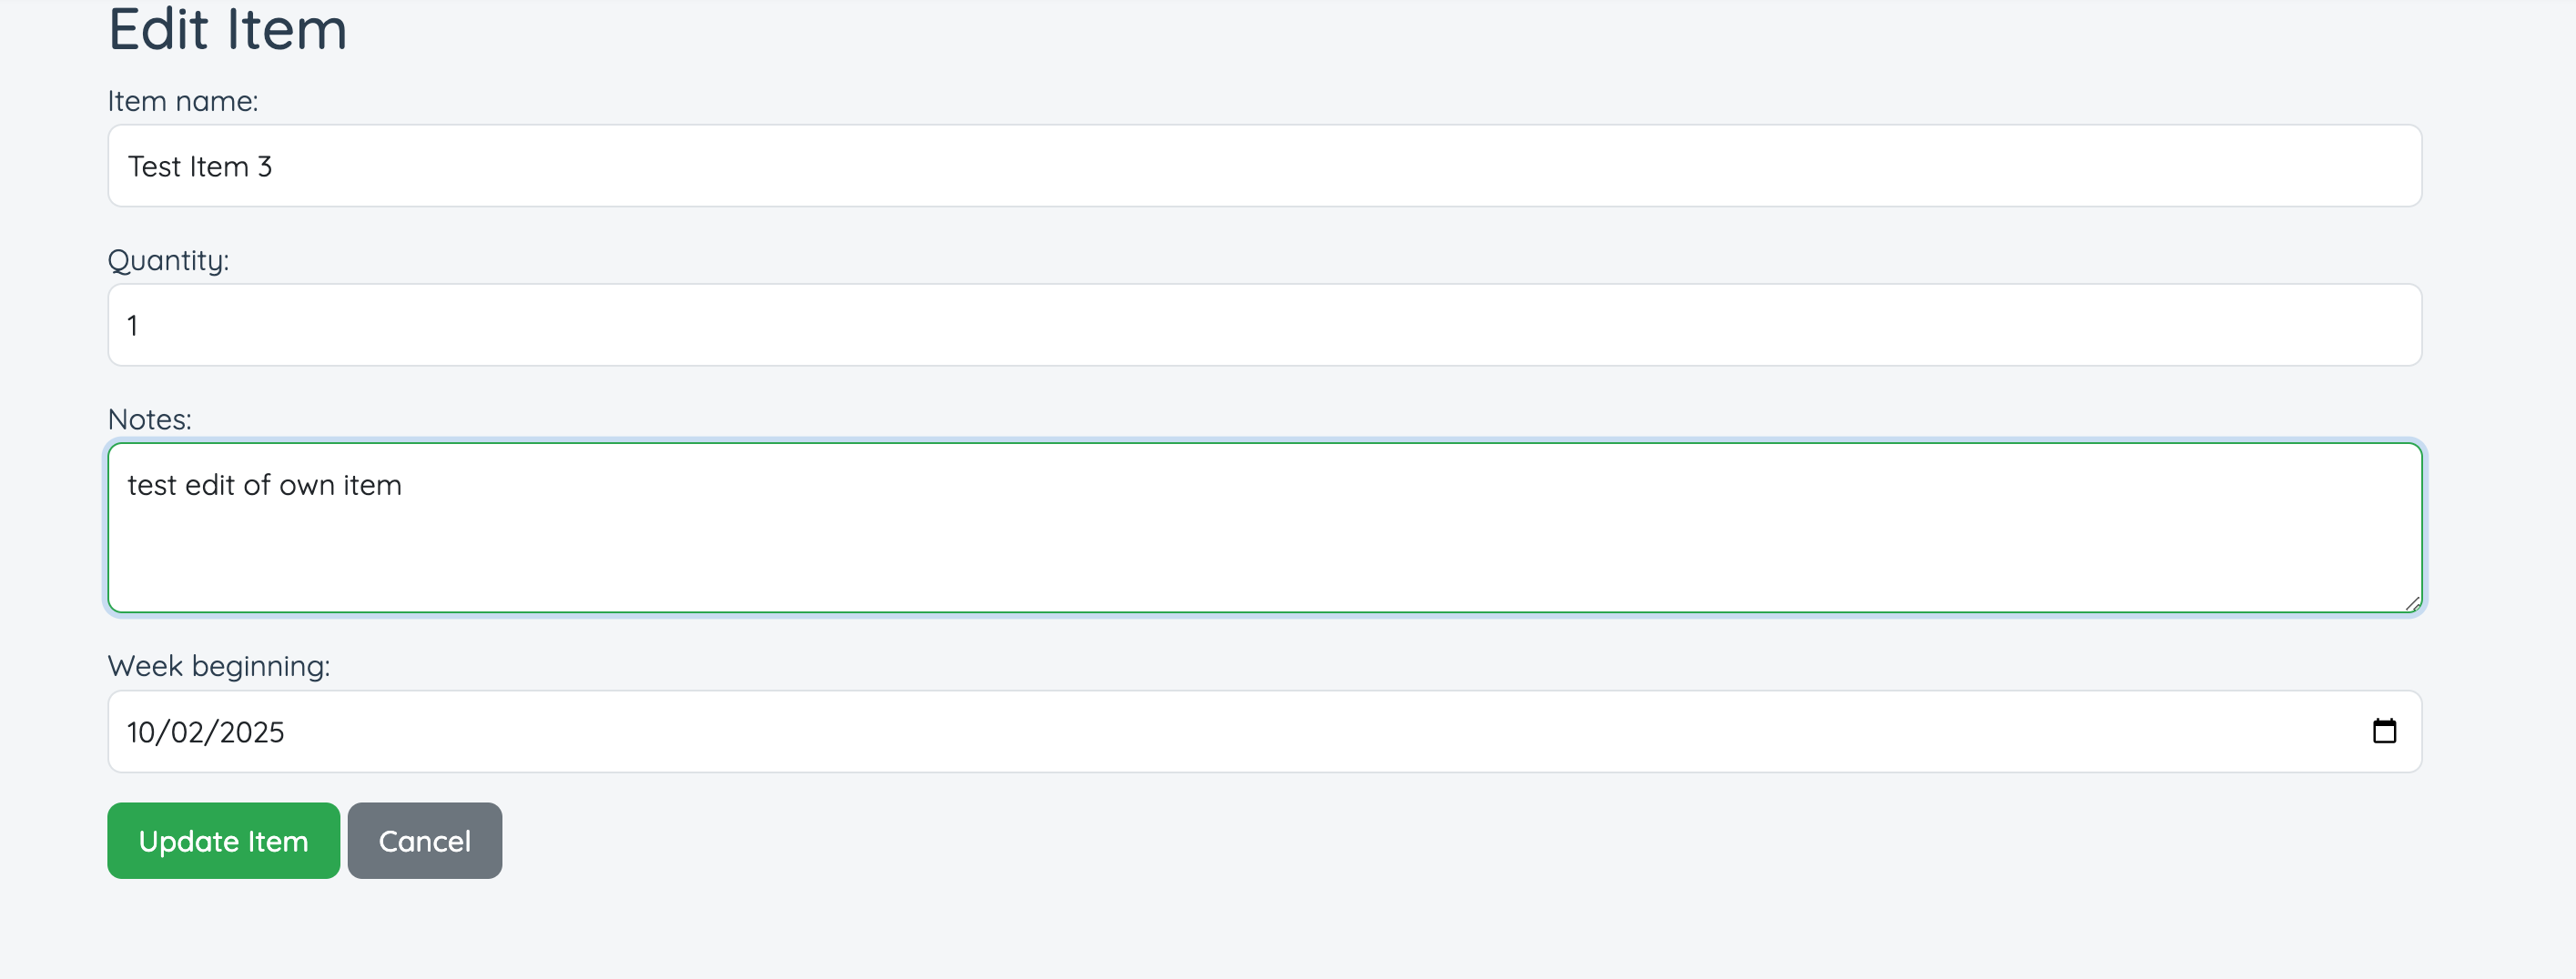 Edit Item
Item name:
Test Item 3
Quantity:
1
Notes:
test edit of own item
Week beginning:
10/02/2025
Update Item Cancel